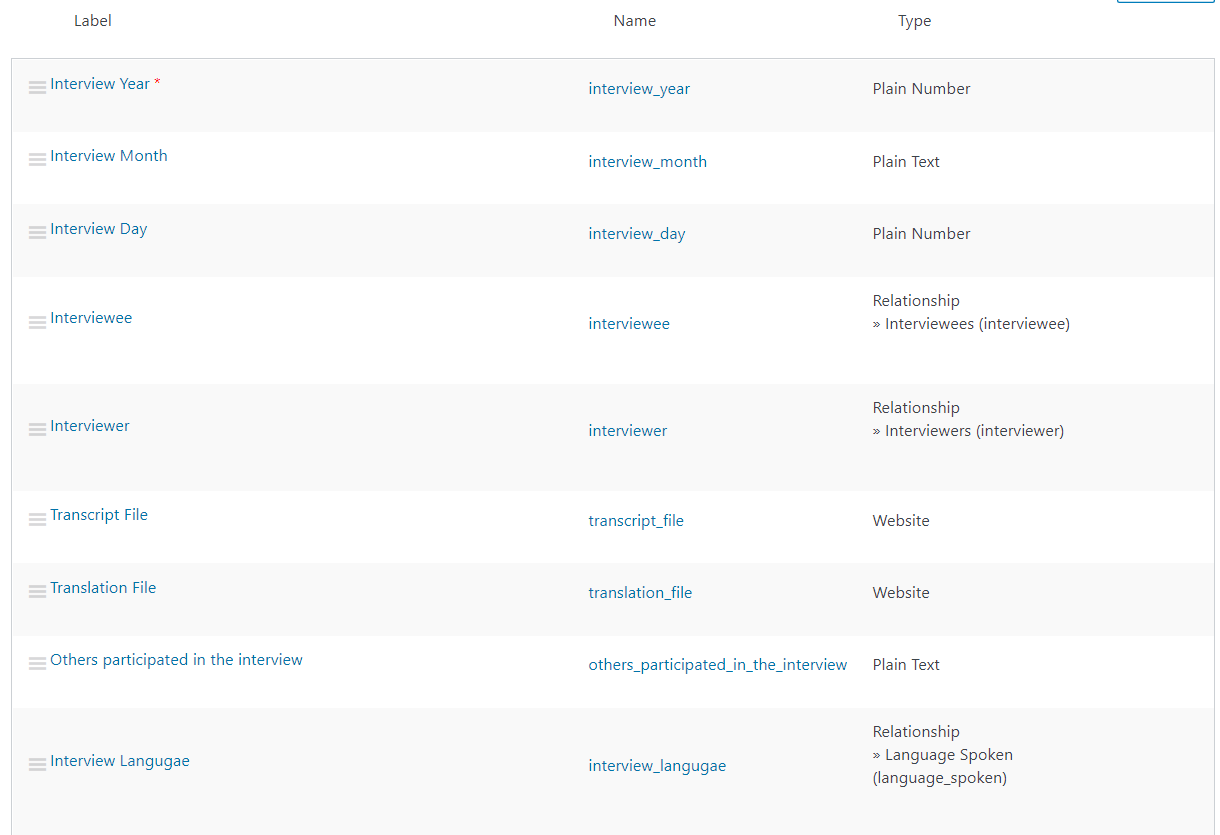 Label Name Type
Interview Year * interview_year Plain Number
Interview Month interview_month Plain Text
Interview Day interview_day Plain Number
Interviewee interviewee Relationship
» Interviewees (interviewee)
Interviewer interviewer Relationship
» Interviewers (interviewer)
Transcript File transcript_file Website
Translation File translation_file Website
Others participated in the interview others_participated_in_the_interview Plain Text
Interview Langugae interview_langugae Relationship
» Language Spoken
(language_spoken)